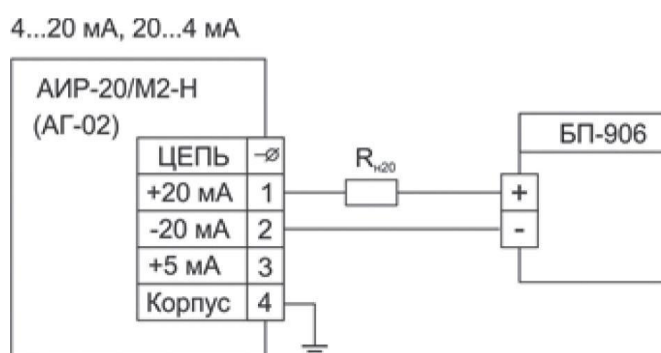 4...20 мА, 20...4 мА
АИР-20/М2-Н
(АГ-02)
БП-906
ЦЕПЬ
Rн20
+20 мА 1
+
-20 мА 2
-
+5 мА 3
Корпус 4